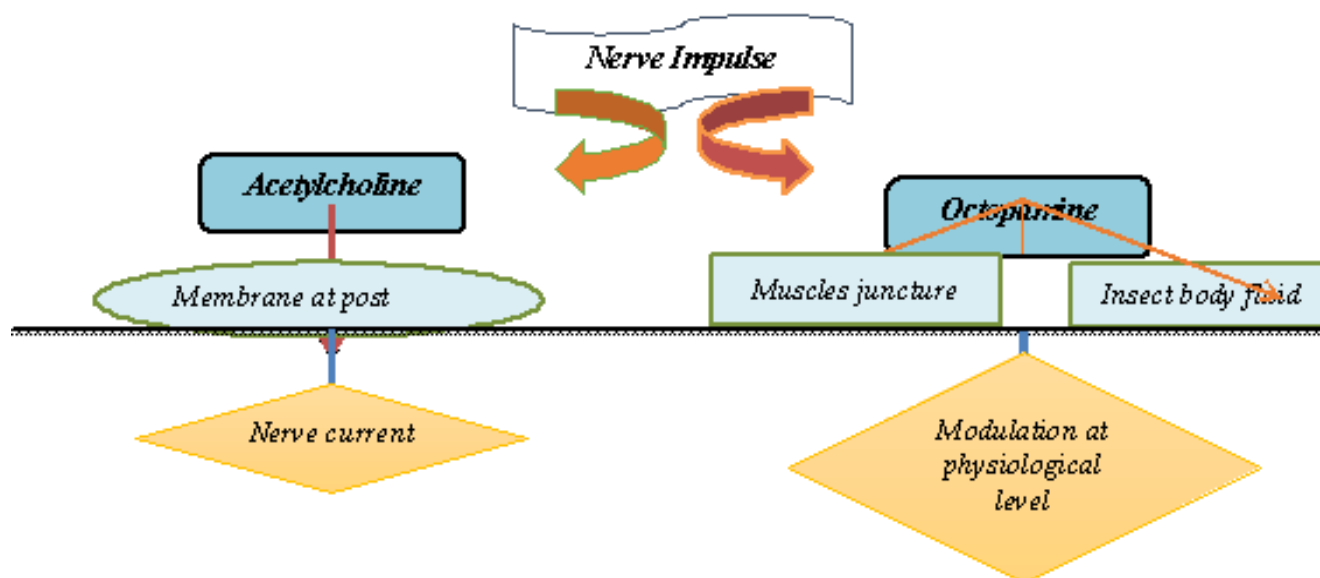 Nerve Impulse
Acetylcholine
Octopamine
Membrane at post
Muscles juncture
Insect body fluid
Nerve current
Modulation at
physiological
level